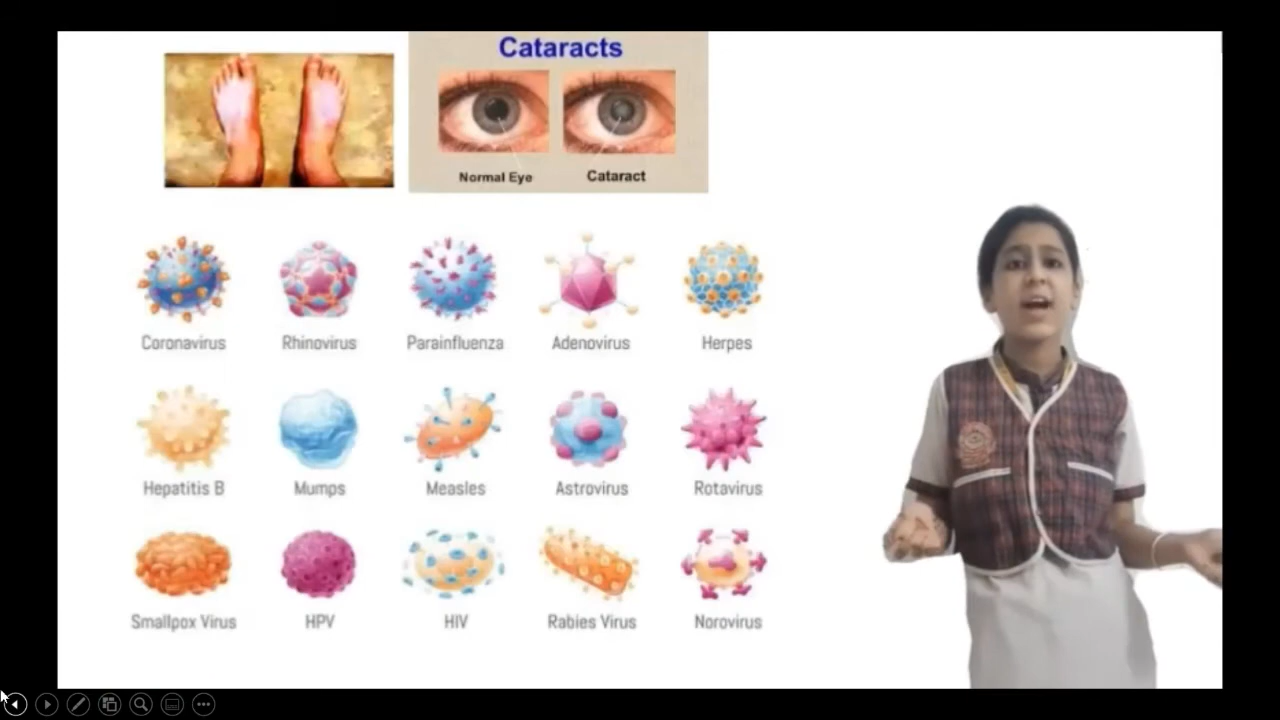 Cataracts
Normal Eye Cataract
Coronavirus Rhinovirus Parainfluenza Adenovirus Herpes
Hepatitis B Mumps Measles Astrovirus Rotavirus
Smallpox Virus HPV HIV Rabies Virus Norovirus